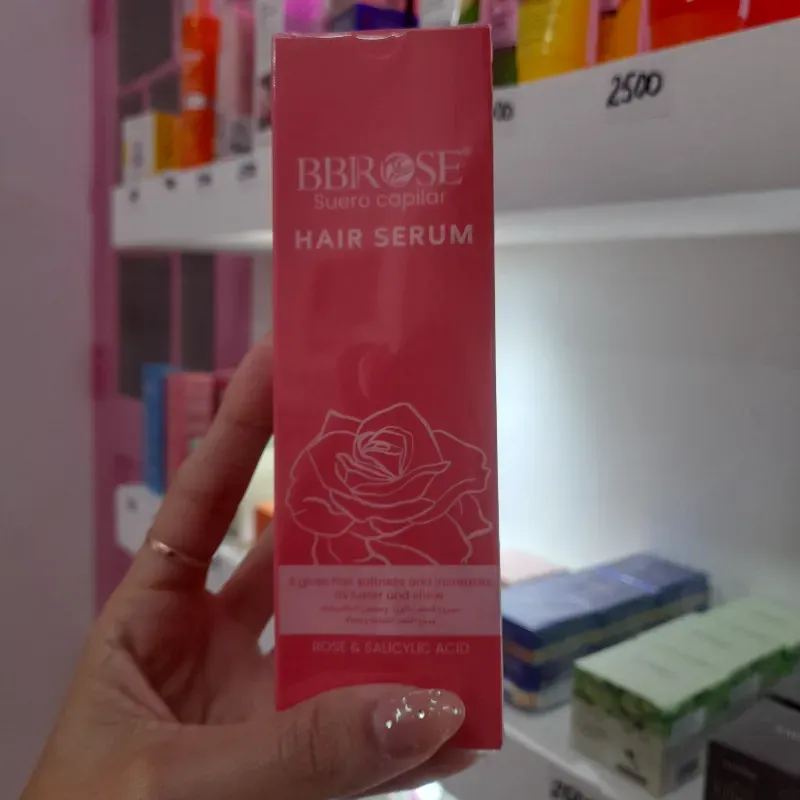 2500
BBROSE®
Suero capilar
HAIR SERUM
It gives hair softness and increases
its luster and shine
ROSE & SALICYLIC ACID